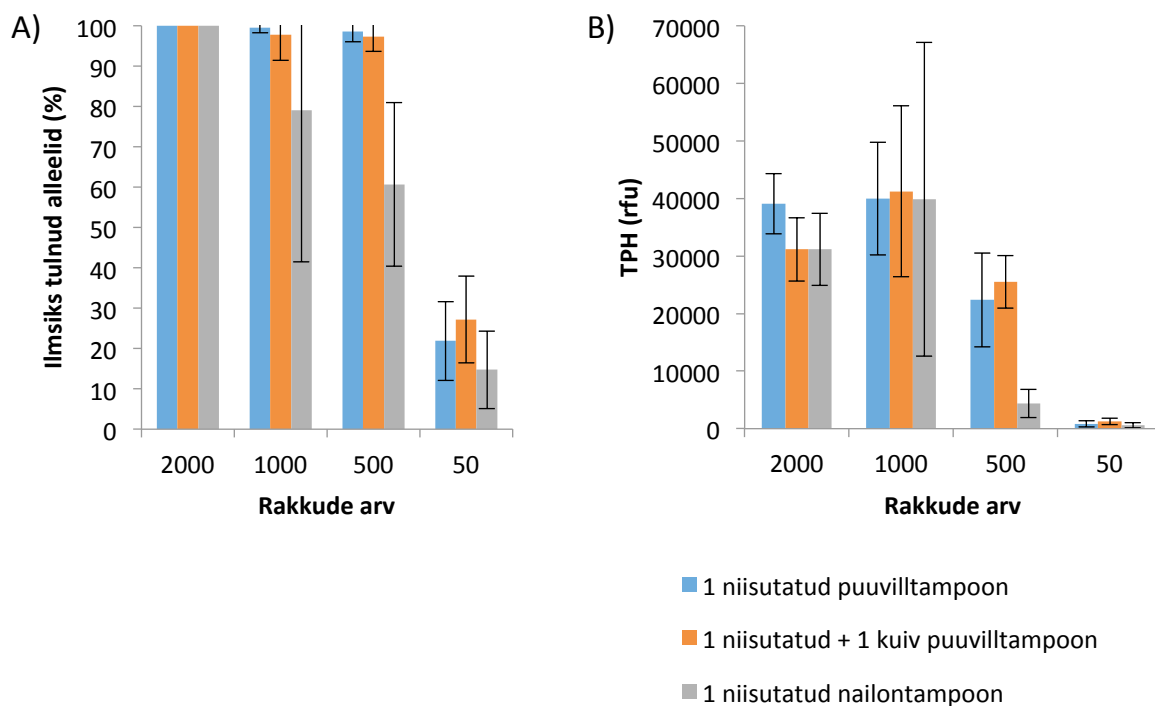 A)
Ilmsiks tulnud alleelid (%)
100
90
80
70
60
50
40
30
20
10
0
2000 1000 500 50
Rakkude arv
B)
TPH (rfu)
70000
60000
50000
40000
30000
20000
10000
0
2000 1000 500 50
Rakkude arv
1 niisutatud puuvilltampoon
1 niisutatud + 1 kuiv puuvilltampoon
1 niisutatud nailontampoon